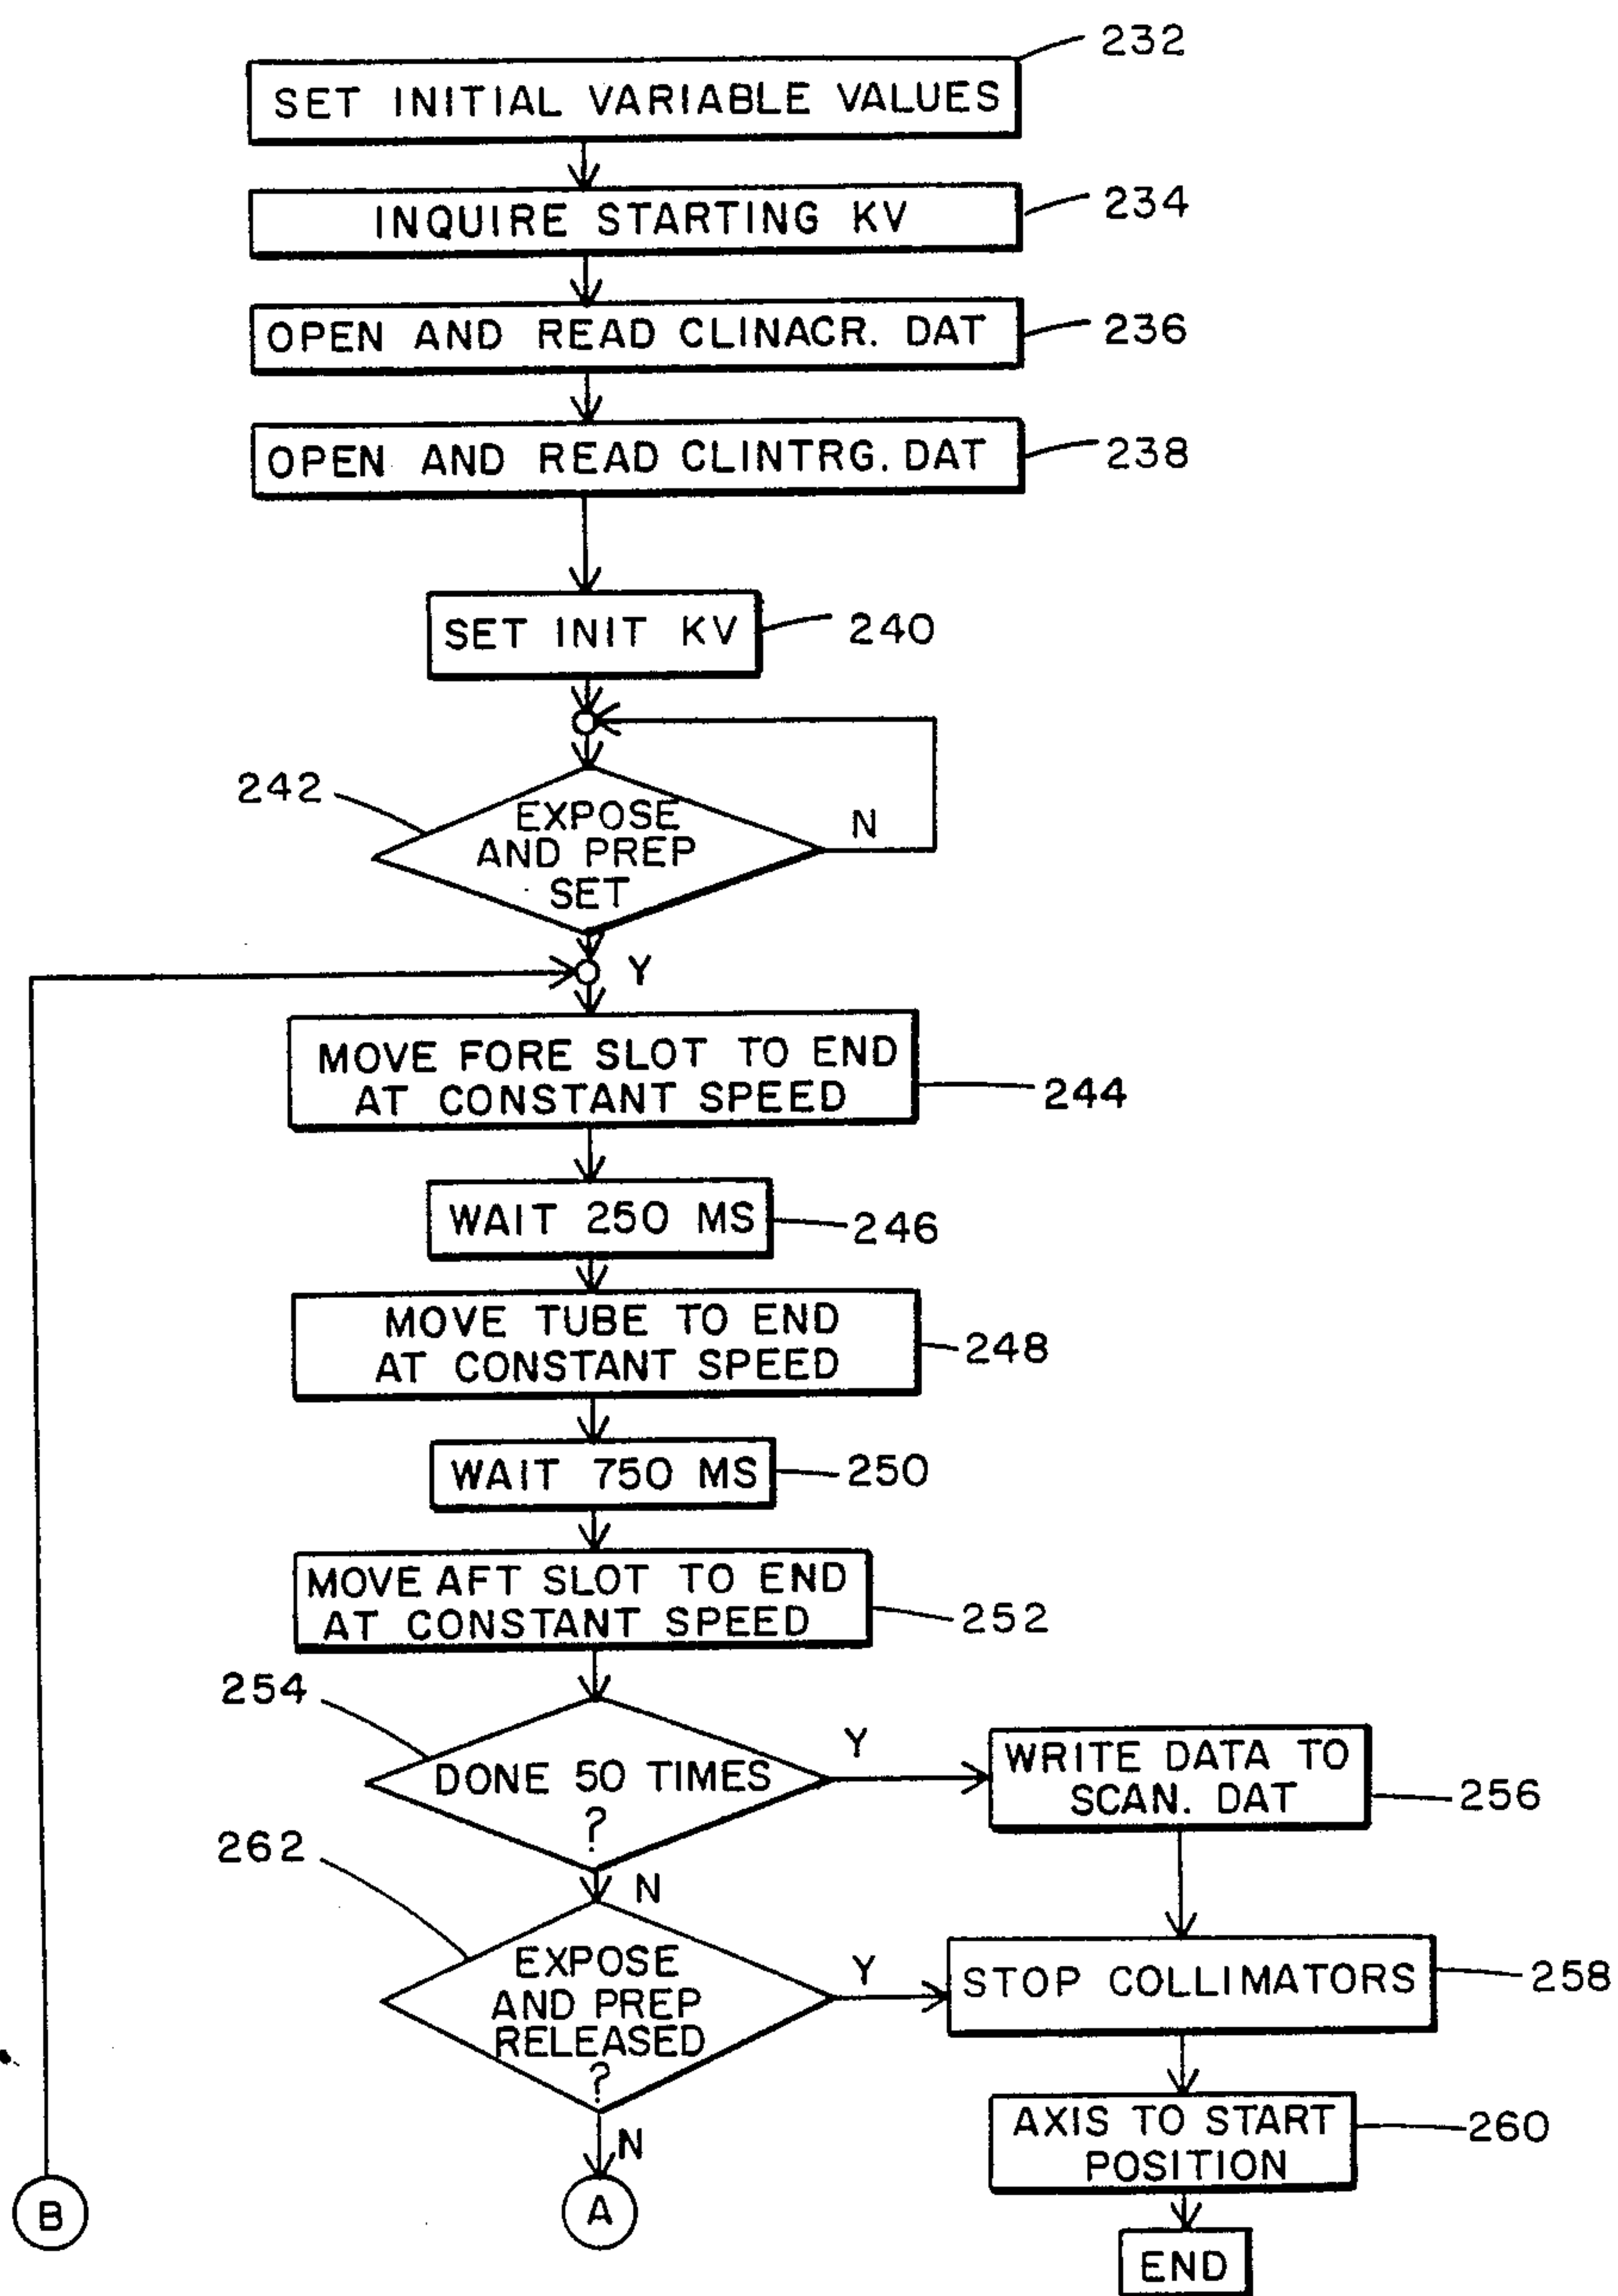 232
SET INITIAL VARIABLE VALUES
INQUIRE STARTING KV
234
OPEN AND READ CLINACR. DAT
236
OPEN AND READ CLINTRG. DAT
238
SET INIT KV
240
242
EXPOSE
AND PREP
SET
N
Y
MOVE FORE SLOT TO END
AT CONSTANT SPEED
244
WAIT 250 MS
246
MOVE TUBE TO END
AT CONSTANT SPEED
248
WAIT 750 MS
250
MOVE AFT SLOT TO END
AT CONSTANT SPEED
252
254
DONE 50 TIMES
?
Y
WRITE DATA TO
SCAN. DAT
256
262
N
EXPOSE
AND PREP
RELEASED
?
Y
STOP COLLIMATORS
258
N
AXIS TO START
POSITION
260
B
A
END